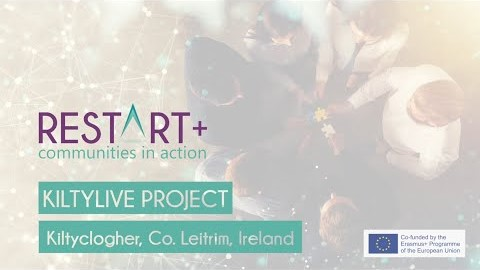 RESTART+
communities in action
KILTYLIVE PROJECT
Kiltyclogher, Co. Leitrim, Ireland
Co-funded by the
Erasmus+ Programme
of the European Union